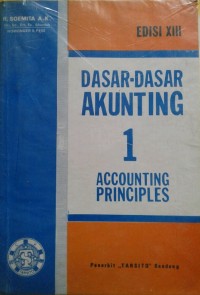 R. SOEMITA A.K
EDISI XIII
DASAR-DASAR
AKUNTING
1
ACCOUNTING
PRINCIPLES
Penerbit „TARSITO” Bandung